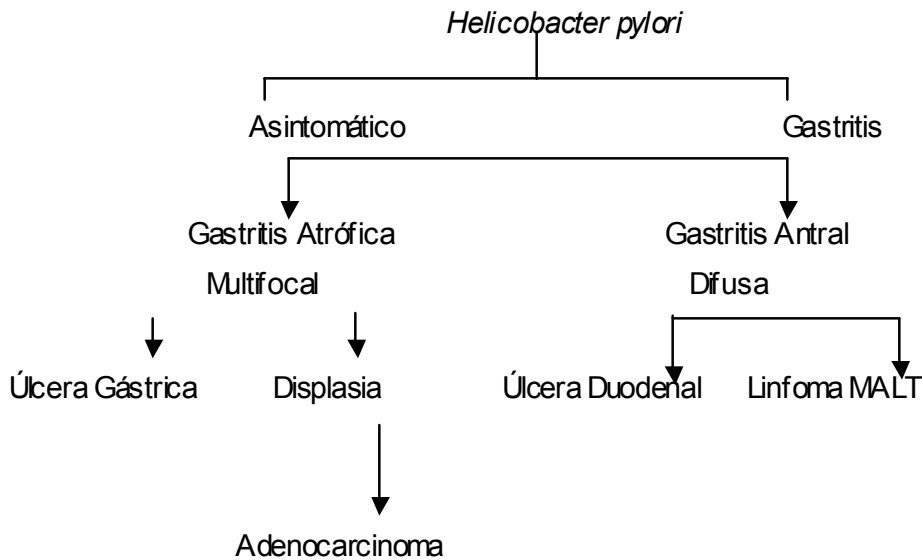 Helicobacter pylori
Asintomático Gastritis
Gastritis Atrófica Gastritis Antral
Multifocal Difusa
Úlcera Gástrica Displasia Úlcera Duodenal Linfoma MALT
Adenocarcinoma